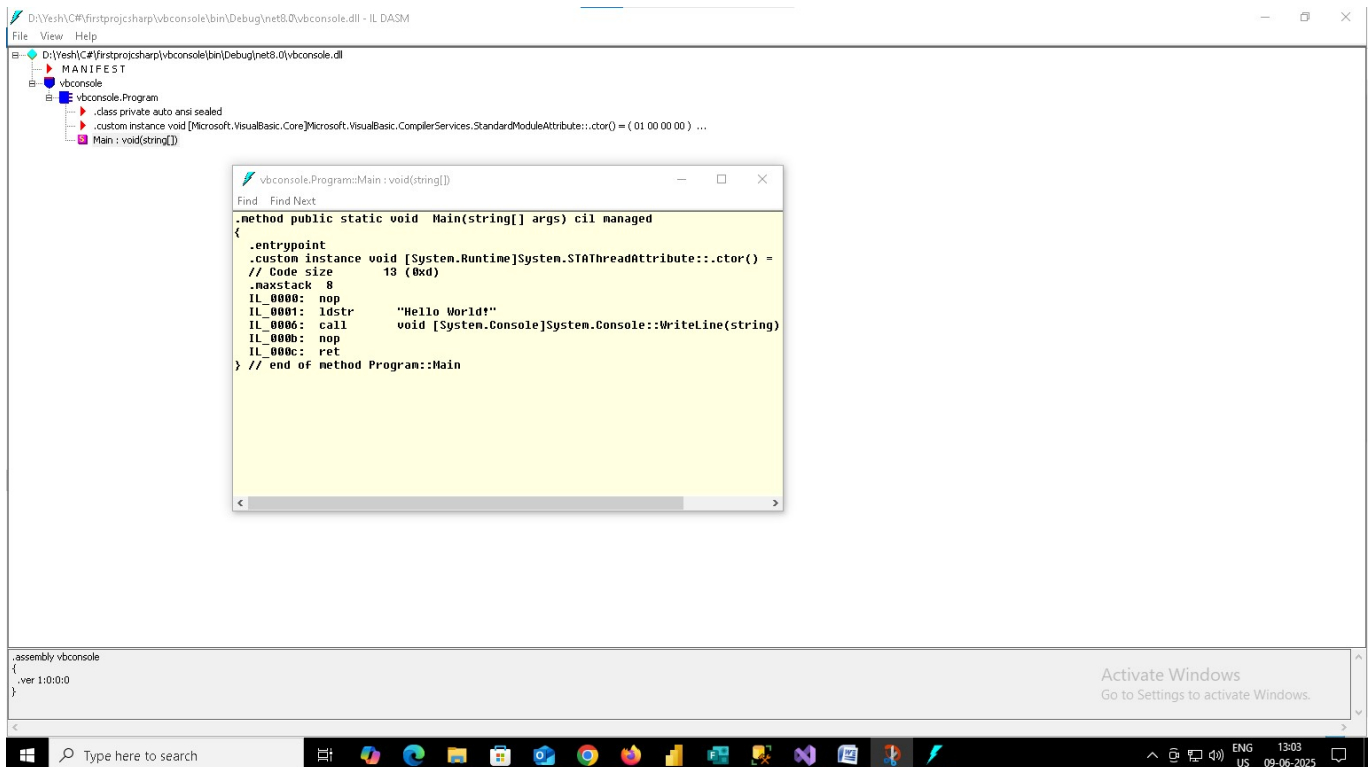 D:\Yesh\C#\firstprojcsharp\vbconsole\bin\Debug\net8.0\vbconsole.dll - IL DASM
File View Help
D:\Yesh\C#\firstprojcsharp\vbconsole\bin\Debug\net8.0\vbconsole.dll
MANIFEST
vbconsole
vbconsole.Program
.class private auto ansi sealed
.custom instance void [Microsoft.VisualBasic.Core]Microsoft.VisualBasic.CompilerServices.StandardModuleAttribute::.ctor() = ( 01 00 00 00 ) ...
Main : void(string[])
vbconsole.Program::Main : void(string[])
Find Find Next
.method public static void  Main(string[] args) cil managed
{
  .entrypoint
  .custom instance void [System.Runtime]System.STAThreadAttribute::.ctor() =
  // Code size       13 (0xd)
  .maxstack  8
  IL_0000:  nop
  IL_0001:  ldstr      "Hello World!"
  IL_0006:  call       void [System.Console]System.Console::WriteLine(string)
  IL_000b:  nop
  IL_000c:  ret
} // end of method Program::Main
.assembly vbconsole
{
 .ver 1:0:0:0
}
Activate Windows
Go to Settings to activate Windows.
Type here to search
ENG
US
13:03
09-06-2025